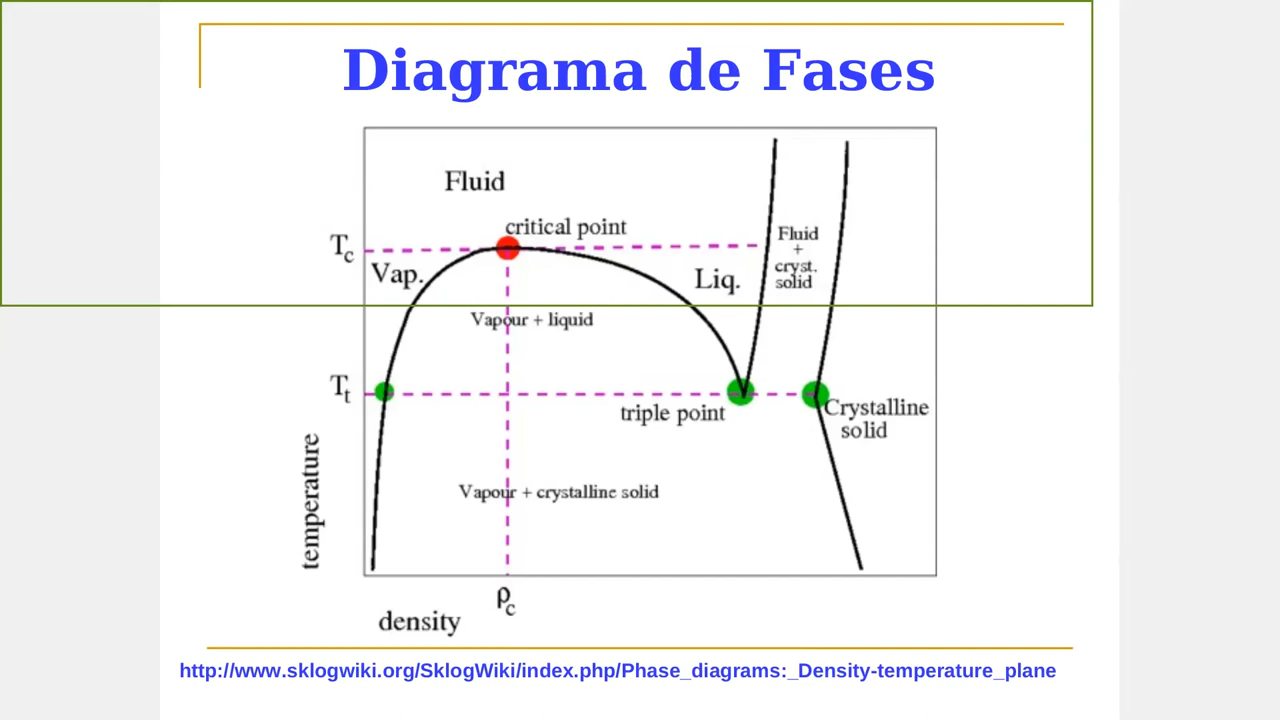 Diagrama de Fases
Fluid
critical point
Tc
Fluid
+
cryst.
solid
Vap.
Liq.
Vapour + liquid
Tt
triple point
Crystalline
solid
temperature
Vapour + crystalline solid
ρc
density
http://www.sklogwiki.org/SklogWiki/index.php/Phase_diagrams:_Density-temperature_plane